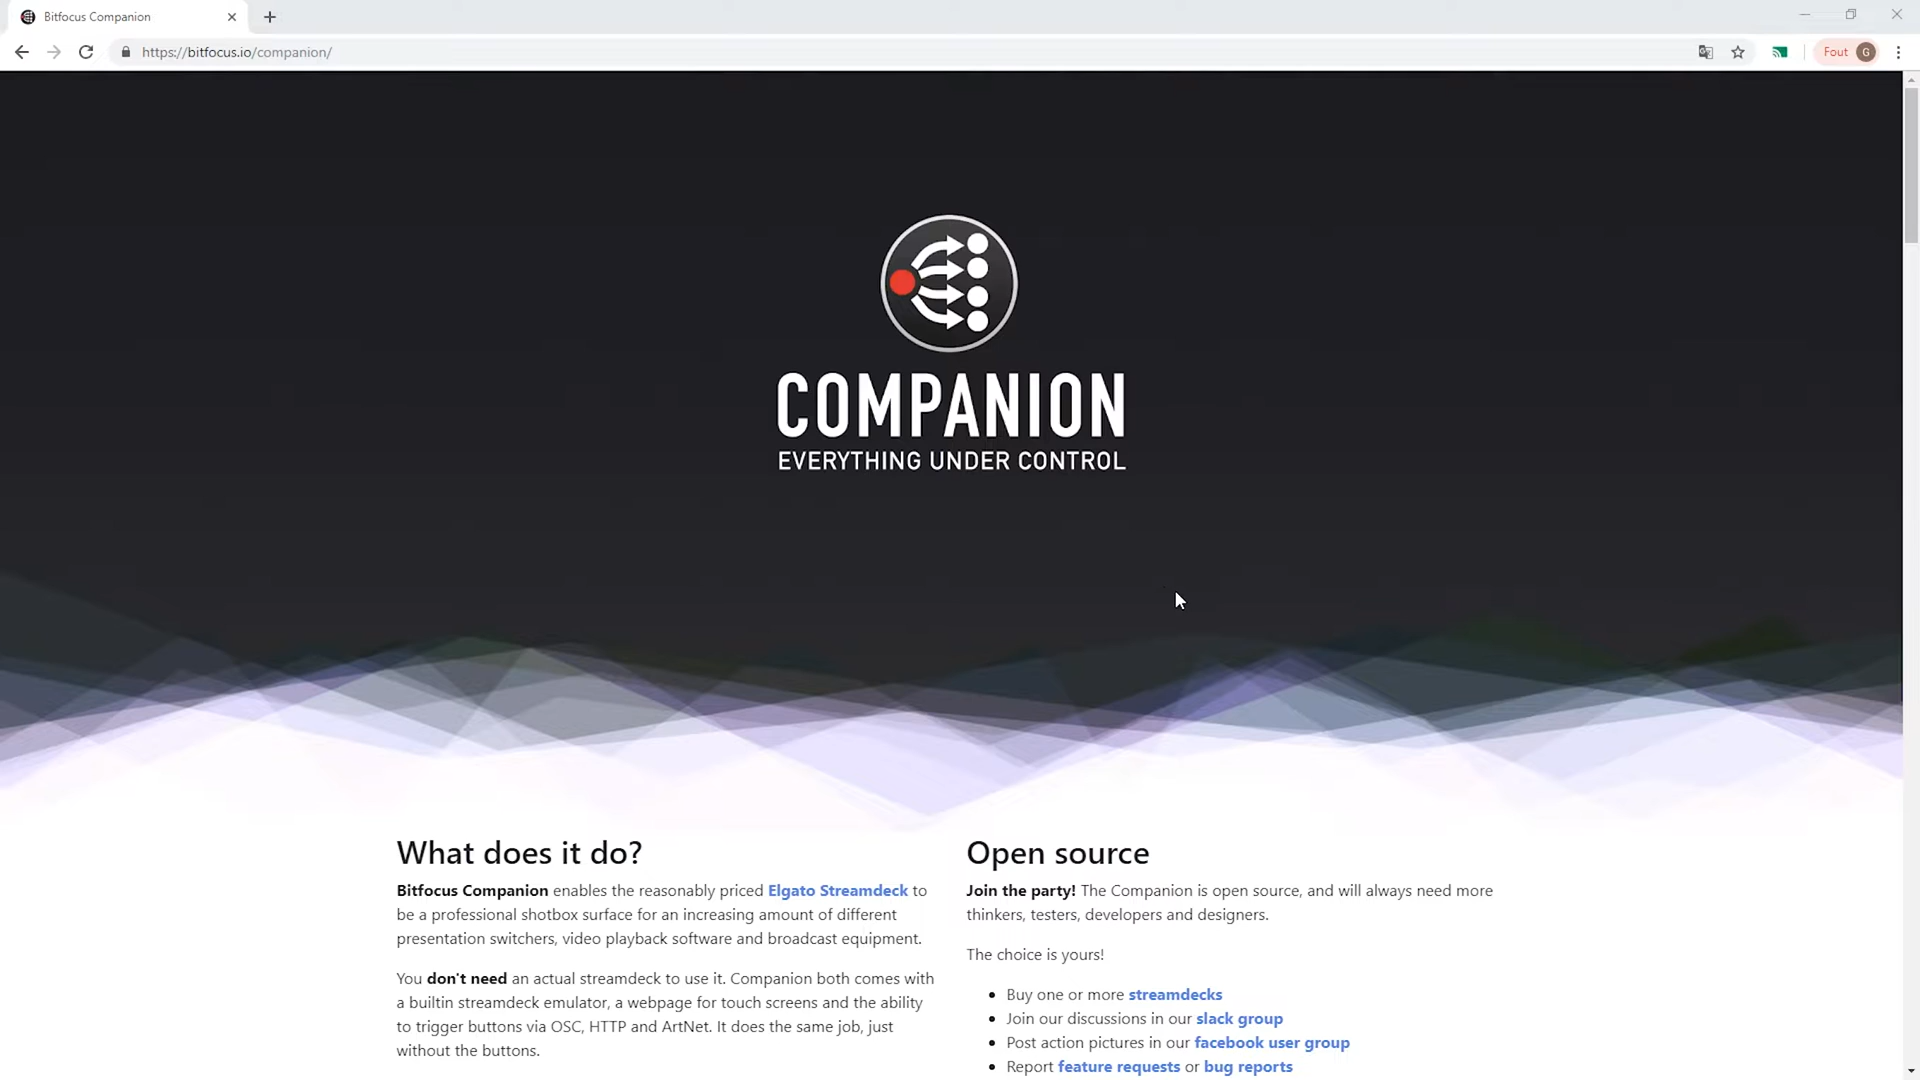 Bitfocus Companion
https://bitfocus.io/companion/
Fout G
COMPANION
EVERYTHING UNDER CONTROL
What does it do?
Bitfocus Companion enables the reasonably priced Elgato Streamdeck to
be a professional shotbox surface for an increasing amount of different
presentation switchers, video playback software and broadcast equipment.
You don't need an actual streamdeck to use it. Companion both comes with
a builtin streamdeck emulator, a webpage for touch screens and the ability
to trigger buttons via OSC, HTTP and ArtNet. It does the same job, just
without the buttons.
Open source
Join the party! The Companion is open source, and will always need more
thinkers, testers, developers and designers.
The choice is yours!
Buy one or more streamdecks
Join our discussions in our slack group
Post action pictures in our facebook user group
Report feature requests or bug reports